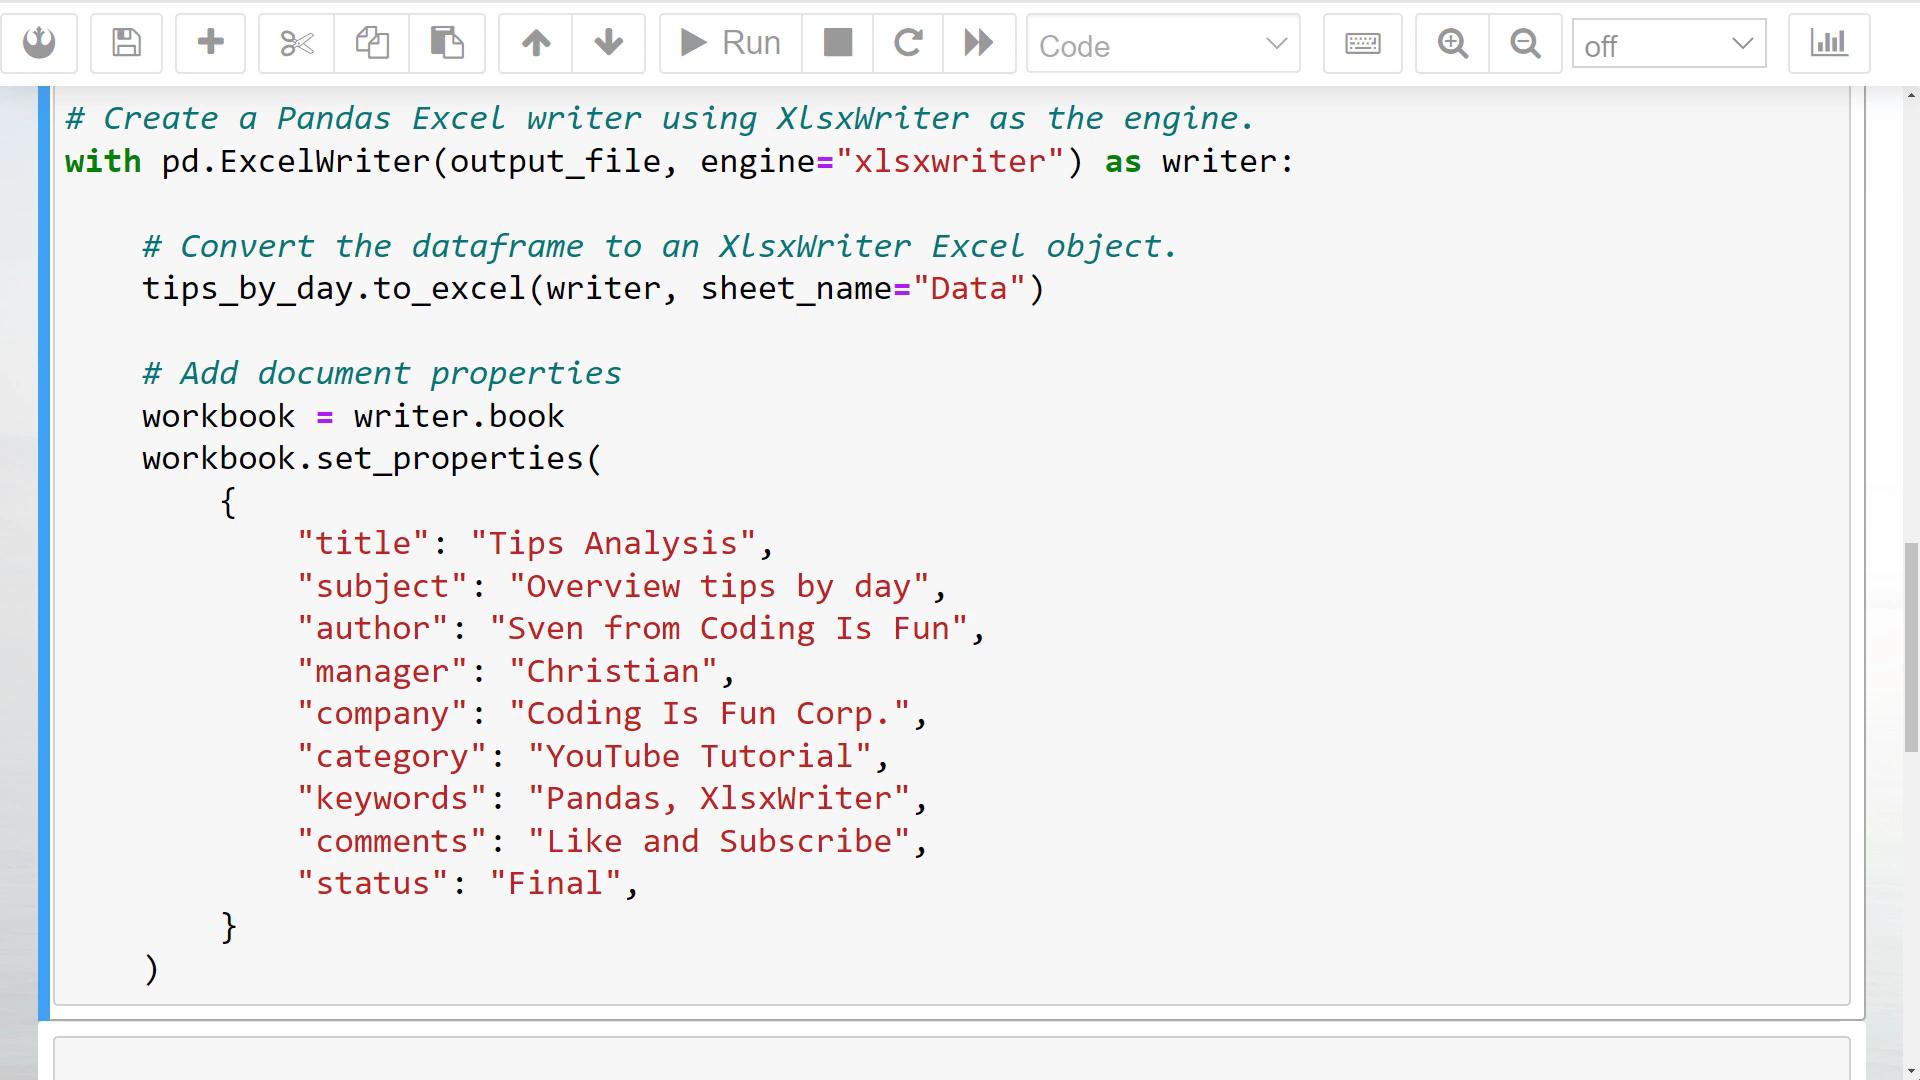 Run
Code
off
# Create a Pandas Excel writer using XlsxWriter as the engine.
with pd.ExcelWriter(output_file, engine="xlsxwriter") as writer:
# Convert the dataframe to an XlsxWriter Excel object.
tips_by_day.to_excel(writer, sheet_name="Data")
# Add document properties
workbook = writer.book
workbook.set_properties(
{
"title": "Tips Analysis",
"subject": "Overview tips by day",
"author": "Sven from Coding Is Fun",
"manager": "Christian",
"company": "Coding Is Fun Corp.",
"category": "YouTube Tutorial",
"keywords": "Pandas, XlsxWriter",
"comments": "Like and Subscribe",
"status": "Final",
}
)